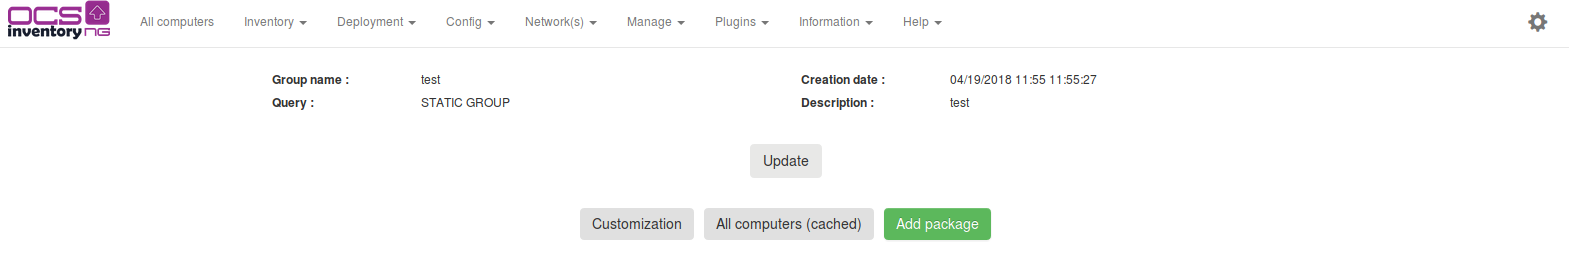 OCS inventory NG
All computers Inventory Deployment Config Network(s) Manage Plugins Information Help
Group name : test Creation date : 04/19/2018 11:55 11:55:27
Query : STATIC GROUP Description : test
Update
Customization All computers (cached) Add package